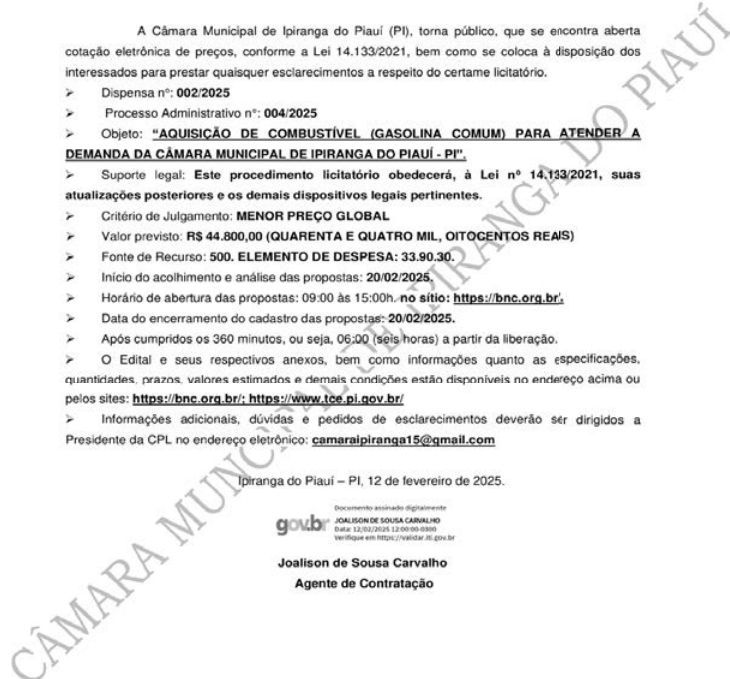 A Câmara Municipal de Ipiranga do Piauí (PI), torna público, que se encontra aberta
cotação eletrônica de preços, conforme a Lei 14.133/2021, bem como se coloca à disposição dos
interessados para prestar quaisquer esclarecimentos a respeito do certame licitatório.
➢ Dispensa n°: 002/2025
➢ Processo Administrativo n°: 004/2025
➢ Objeto: “AQUISIÇÃO DE COMBUSTÍVEL (GASOLINA COMUM) PARA ATENDER A
DEMANDA DA CÂMARA MUNICIPAL DE IPIRANGA DO PIAUÍ - PI”.
➢ Suporte legal: Este procedimento licitatório obedecerá, à Lei nº 14.133/2021, suas
atualizações posteriores e os demais dispositivos legais pertinentes.
➢ Critério de Julgamento: MENOR PREÇO GLOBAL
➢ Valor previsto: R$ 44.800,00 (QUARENTA E QUATRO MIL, OITOCENTOS REAIS)
➢ Fonte de Recurso: 500. ELEMENTO DE DESPESA: 33.90.30.
➢ Início do acolhimento e análise das propostas: 20/02/2025.
➢ Horário de abertura das propostas: 09:00 às 15:00h. no sítio: https://bnc.org.br/.
➢ Data do encerramento do cadastro das propostas: 20/02/2025.
➢ Após cumpridos os 360 minutos, ou seja, 06:00 (seis horas) a partir da liberação.
➢ O Edital e seus respectivos anexos, bem como informações quanto as especificações,
quantidades, prazos, valores estimados e demais condições estão disponíveis no endereço acima ou
pelos sites: https://bnc.org.br/; https://www.tce.pi.gov.br/
➢ Informações adicionais, dúvidas e pedidos de esclarecimentos deverão ser dirigidos a
Presidente da CPL no endereço eletrônico: camaraipiranga15@gmail.com
Ipiranga do Piauí – PI, 12 de fevereiro de 2025.
gov.br
Documento assinado digitalmente
JOALISON DE SOUSA CARVALHO
Data: 12/02/2025 12:00:00-0300
Verifique em https://validar.iti.gov.br
Joalison de Sousa Carvalho
Agente de Contratação
CÂMARA MUNCIPAL DE IPIRANGA DO PIAUÍ